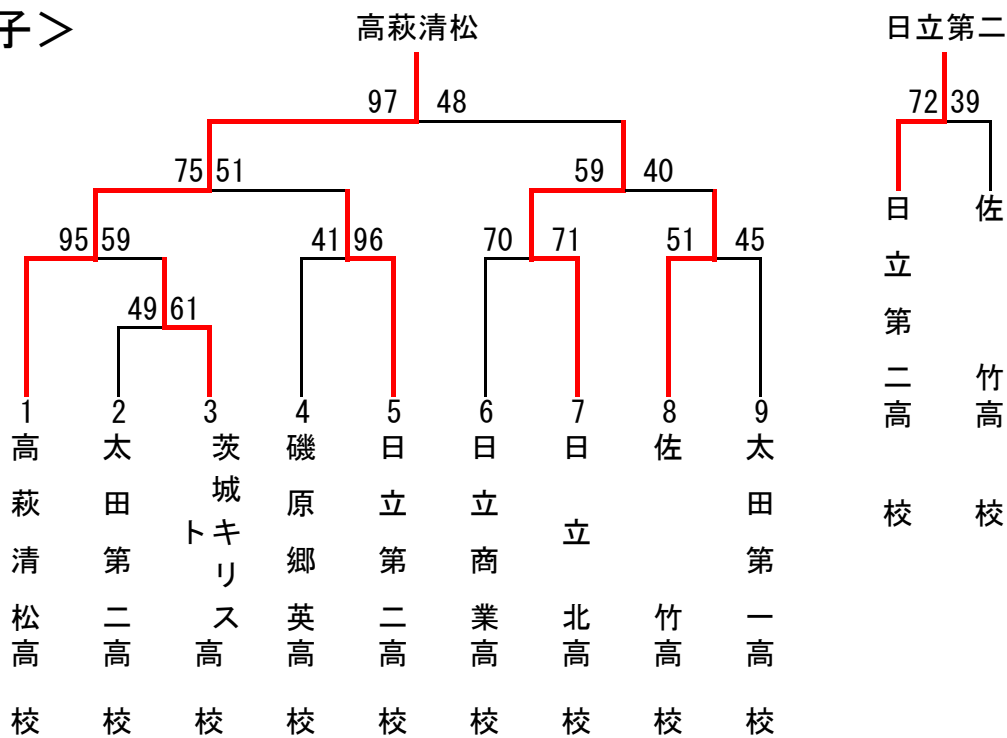 子＞
高萩清松
日立第二
97 48
72 39
75 51
59 40
95 59
41 96
70 71
51 45
49 61
1 2 3 4 5 6 7 8 9
高萩清松高校
太田第二高校
茨城キリスト高校
磯原郷英高校
日立第二高校
日立商業高校
日立北高校
佐竹高校
太田第一高校
日立第二高校
佐竹高校